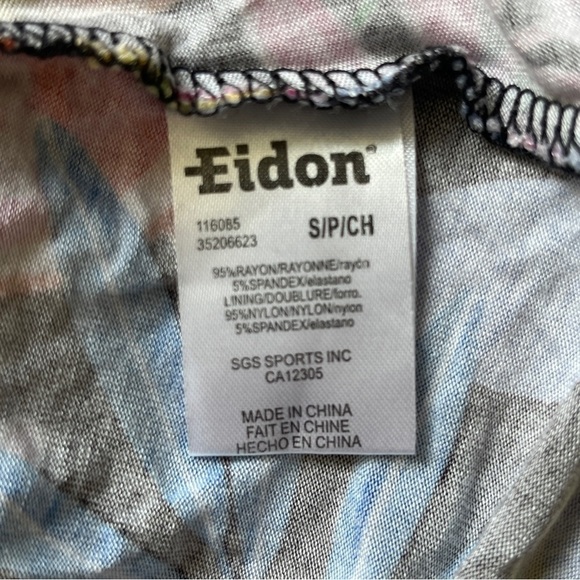 Eidon®
116085
35206623
S/P/CH
95%RAYON/RAYONNE/rayón
5%SPANDEX/elastano
LINING/DOUBLURE/forro.
95%NYLON/NYLON/nylon
5%SPANDEX/elastano
SGS SPORTS INC
CA12305
MADE IN CHINA
FAIT EN CHINE
HECHO EN CHINA